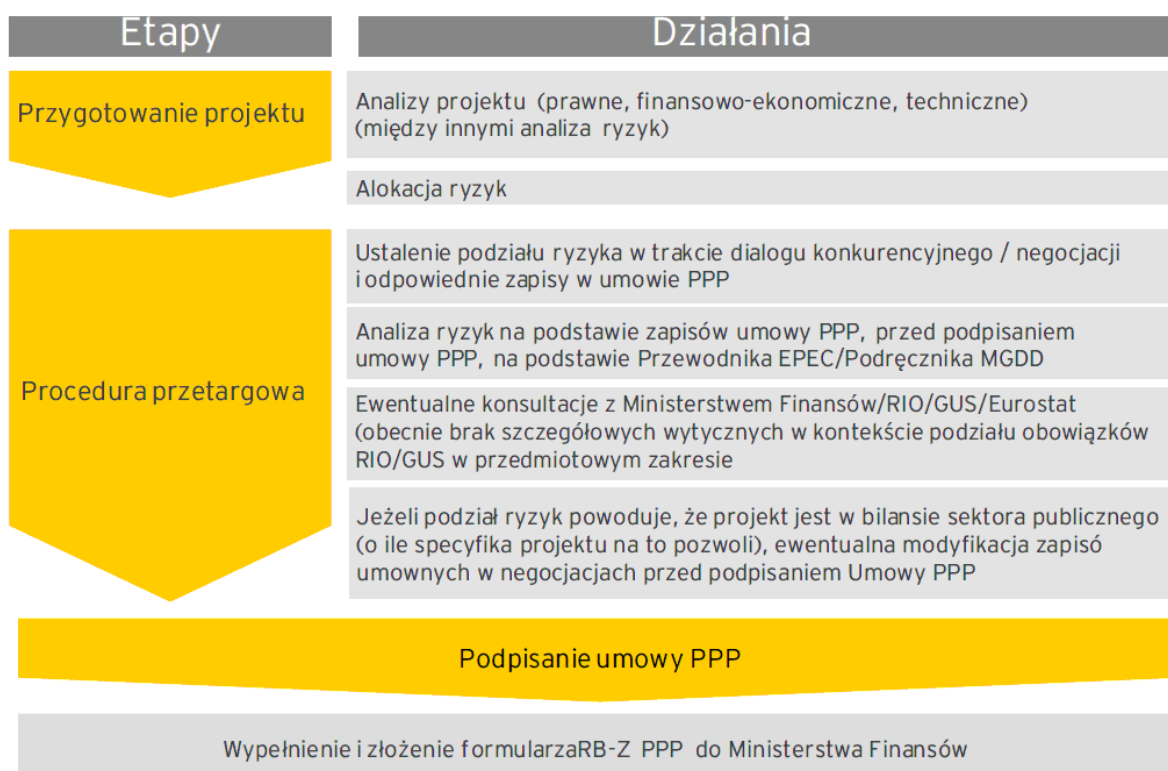 Etapy
Działania
Przygotowanie projektu
Analizy projektu (prawne, finansowo-ekonomiczne, techniczne)
(między innymi analiza ryzyk)
Alokacja ryzyk
Procedura przetargowa
Ustalenie podziału ryzyka w trakcie dialogu konkurencyjnego / negocjacji
i odpowiednie zapisy w umowie PPP
Analiza ryzyk na podstawie zapisów umowy PPP, przed podpisaniem
umowy PPP, na podstawie Przewodnika EPEC/Podręcznika MGDD
Ewentualne konsultacje z Ministerstwem Finansów/RIO/GUS/Eurostat
(obecnie brak szczegółowych wytycznych w kontekście podziału obowiązków
RIO/GUS w przedmiotowym zakresie
Jeżeli podział ryzyk powoduje, że projekt jest w bilansie sektora publicznego
(o ile specyfika projektu na to pozwoli), ewentualna modyfikacja zapisó
umownych w negocjacjach przed podpisaniem Umowy PPP
Podpisanie umowy PPP
Wypełnienie i złożenie formularzaRB-Z PPP do Ministerstwa Finansów